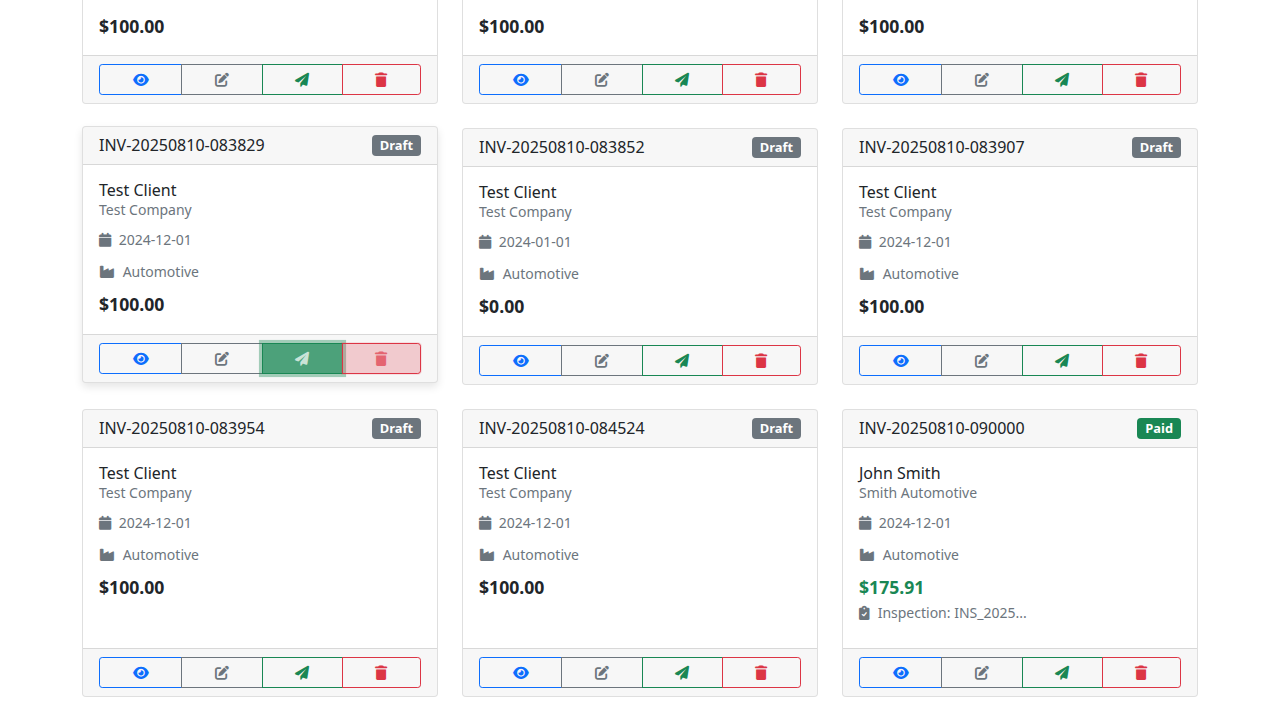 $100.00
$100.00
$100.00
INV-20250810-083829
Draft
Test Client
Test Company
2024-12-01
Automotive
$100.00
INV-20250810-083852
Draft
Test Client
Test Company
2024-01-01
Automotive
$0.00
INV-20250810-083907
Draft
Test Client
Test Company
2024-12-01
Automotive
$100.00
INV-20250810-083954
Draft
Test Client
Test Company
2024-12-01
Automotive
$100.00
INV-20250810-084524
Draft
Test Client
Test Company
2024-12-01
Automotive
$100.00
INV-20250810-090000
Paid
John Smith
Smith Automotive
2024-12-01
Automotive
$175.91
Inspection: INS_2025...